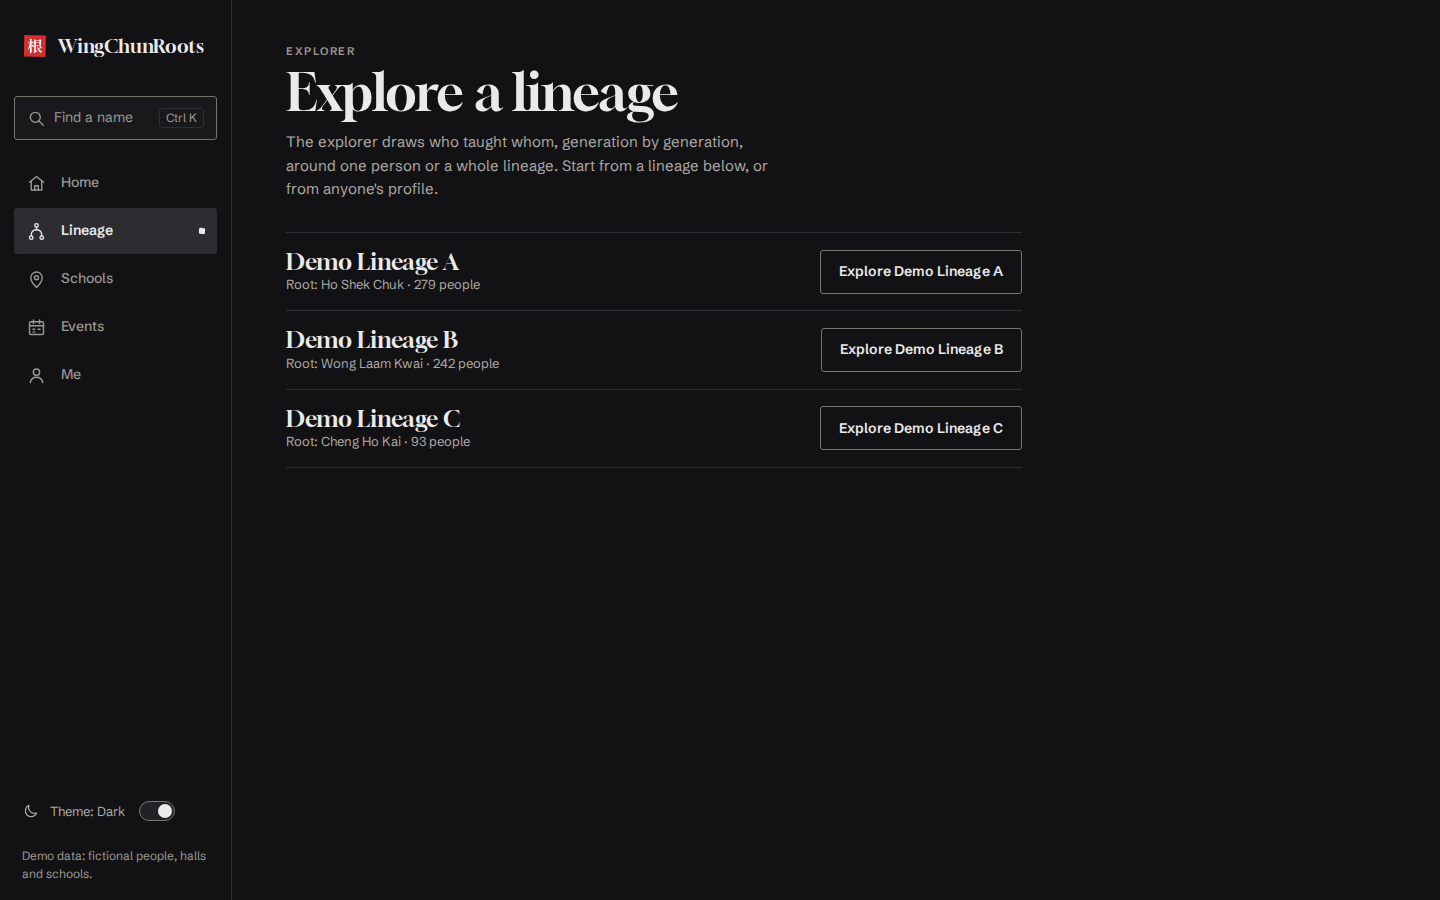 根 WingChunRoots
Find a name Ctrl K
Home
Lineage
Schools
Events
Me
Theme: Dark
Demo data: fictional people, halls
and schools.
EXPLORER
Explore a lineage
The explorer draws who taught whom, generation by generation,
around one person or a whole lineage. Start from a lineage below, or
from anyone's profile.
Demo Lineage A
Root: Ho Shek Chuk · 279 people
Explore Demo Lineage A
Demo Lineage B
Root: Wong Laam Kwai · 242 people
Explore Demo Lineage B
Demo Lineage C
Root: Cheng Ho Kai · 93 people
Explore Demo Lineage C